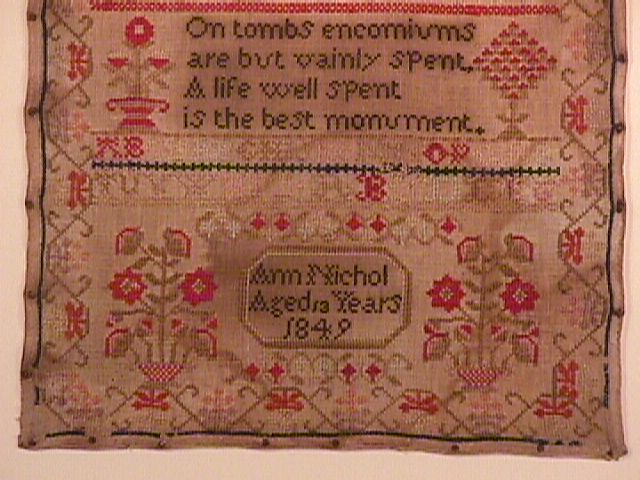 On tombs encomiums
are but vainly spent.
A life well spent
is the best monument.
Ann Nichol
Aged 13 Years
1849